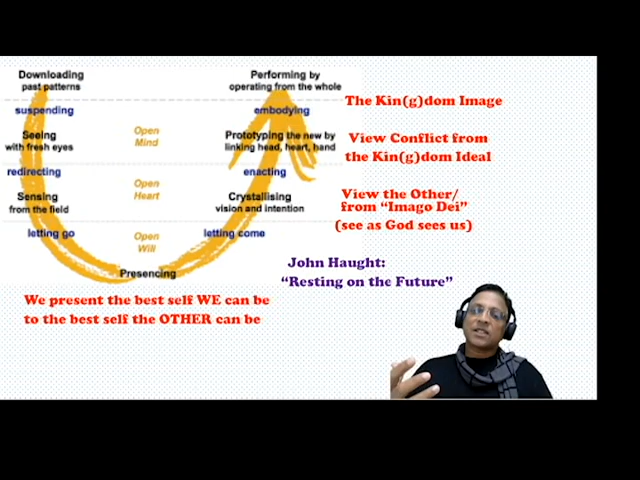 Downloading
past patterns
suspending
Seeing
with fresh eyes
redirecting
Sensing
from the field
letting go
Open
Mind
Open
Heart
Open
Will
Presencing
Performing by
operating from the whole
embodying
Prototyping the new by
linking head, heart, hand
enacting
Crystallising
vision and intention
letting come
The Kin(g)dom Image
View Conflict from
the Kin(g)dom Ideal
View the Other/
from “Imago Dei”
(see as God sees us)
John Haught:
“Resting on the Future”
We present the best self WE can be
to the best self the OTHER can be